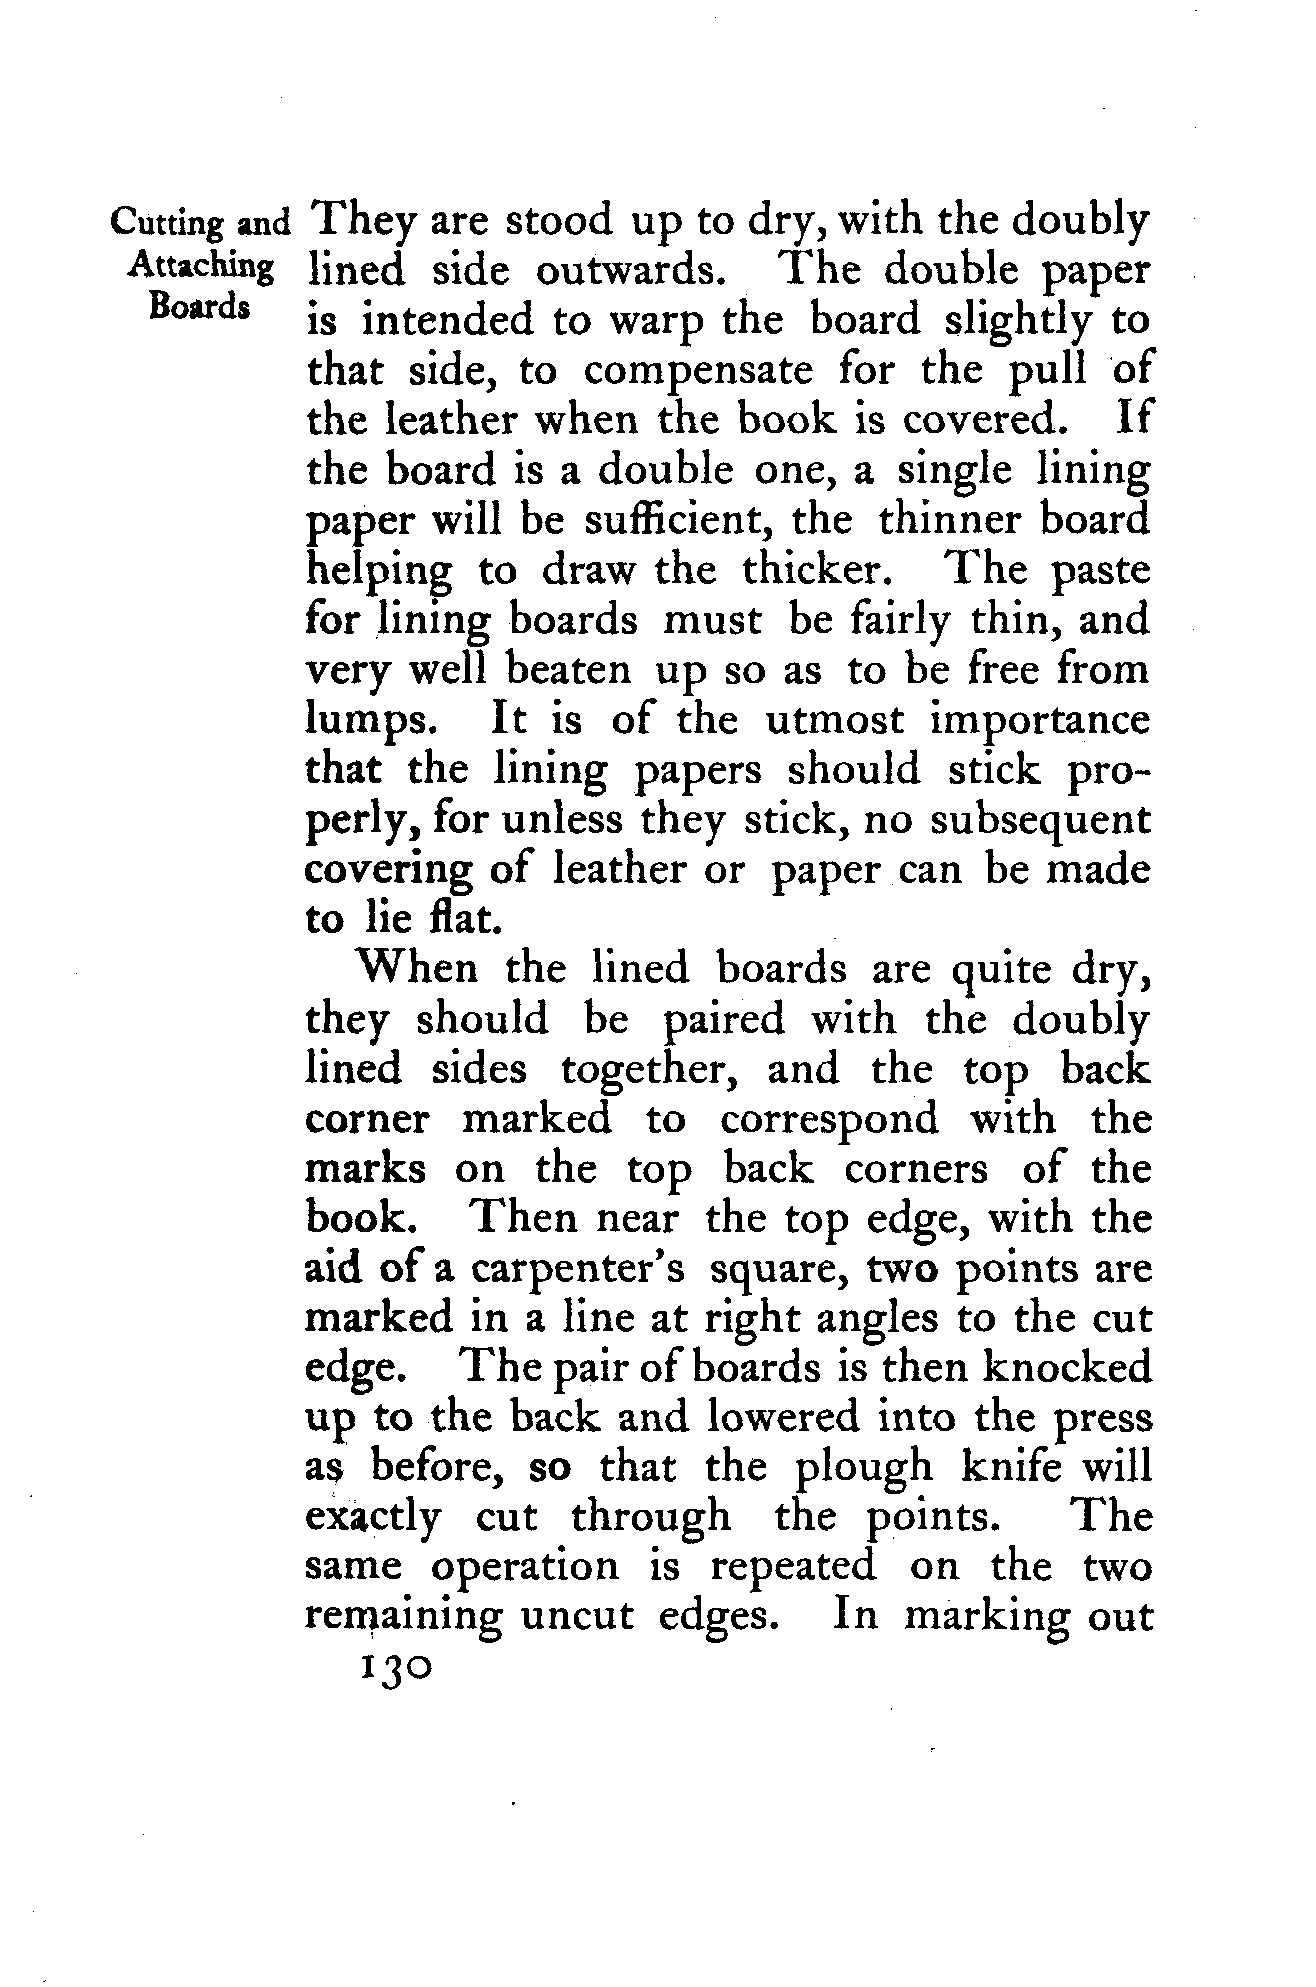 Cutting and
Attaching
Boards
They are stood up to dry, with the doubly
lined side outwards. The double paper
is intended to warp the board slightly to
that side, to compensate for the pull of
the leather when the book is covered. If
the board is a double one, a single lining
paper will be sufficient, the thinner board
helping to draw the thicker. The paste
for lining boards must be fairly thin, and
very well beaten up so as to be free from
lumps. It is of the utmost importance
that the lining papers should stick pro-
perly, for unless they stick, no subsequent
covering of leather or paper can be made
to lie flat.
When the lined boards are quite dry,
they should be paired with the doubly
lined sides together, and the top back
corner marked to correspond with the
marks on the top back corners of the
book. Then near the top edge, with the
aid of a carpenter's square, two points are
marked in a line at right angles to the cut
edge. The pair of boards is then knocked
up to the back and lowered into the press
as before, so that the plough knife will
exactly cut through the points. The
same operation is repeated on the two
remaining uncut edges. In marking out
130